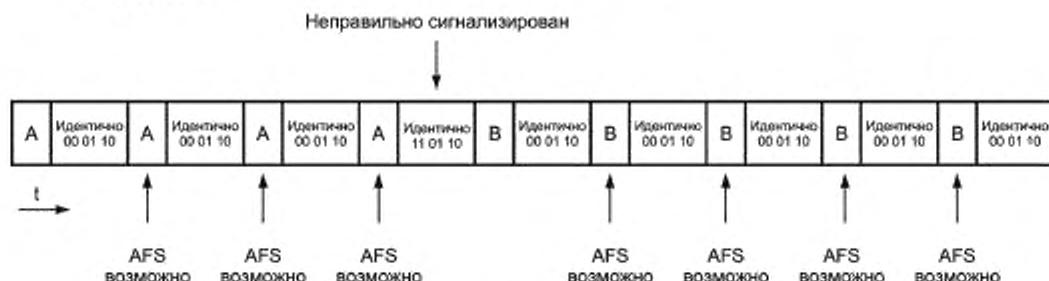 Неправильно сигнализирован
A Идентично 00 01 10 A Идентично 00 01 10 A Идентично 00 01 10 A Идентично 11 01 10 B Идентично 00 01 10 B Идентично 00 01 10 B Идентично 00 01 10 B Идентично 00 01 10 B Идентично 00 01 10
t
AFS возможно AFS возможно AFS возможно AFS возможно AFS возможно AFS возможно AFS возможно